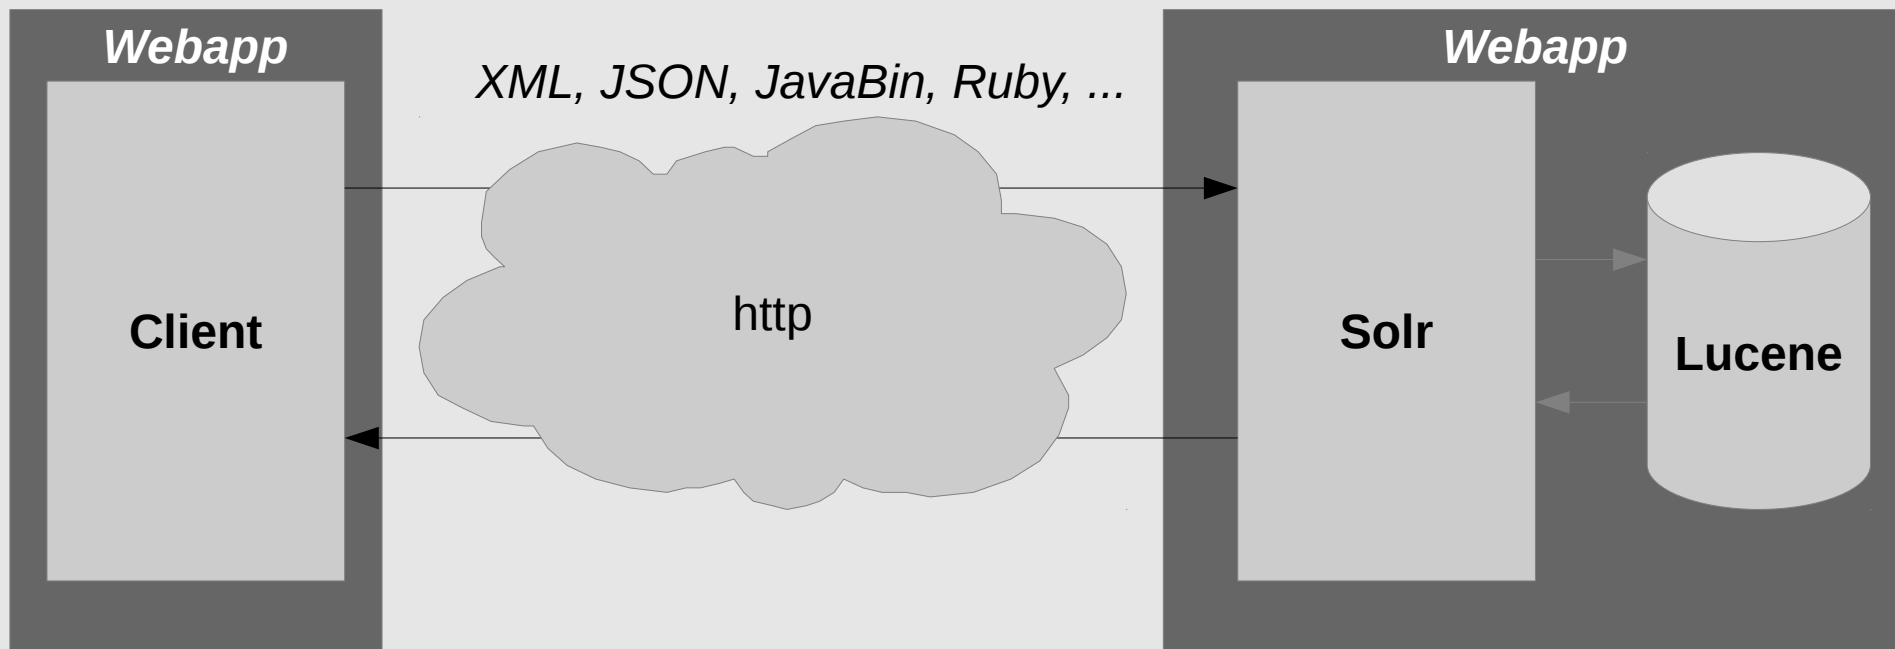 Webapp
Webapp
XML, JSON, JavaBin, Ruby, ...
http
Client
Solr
Lucene